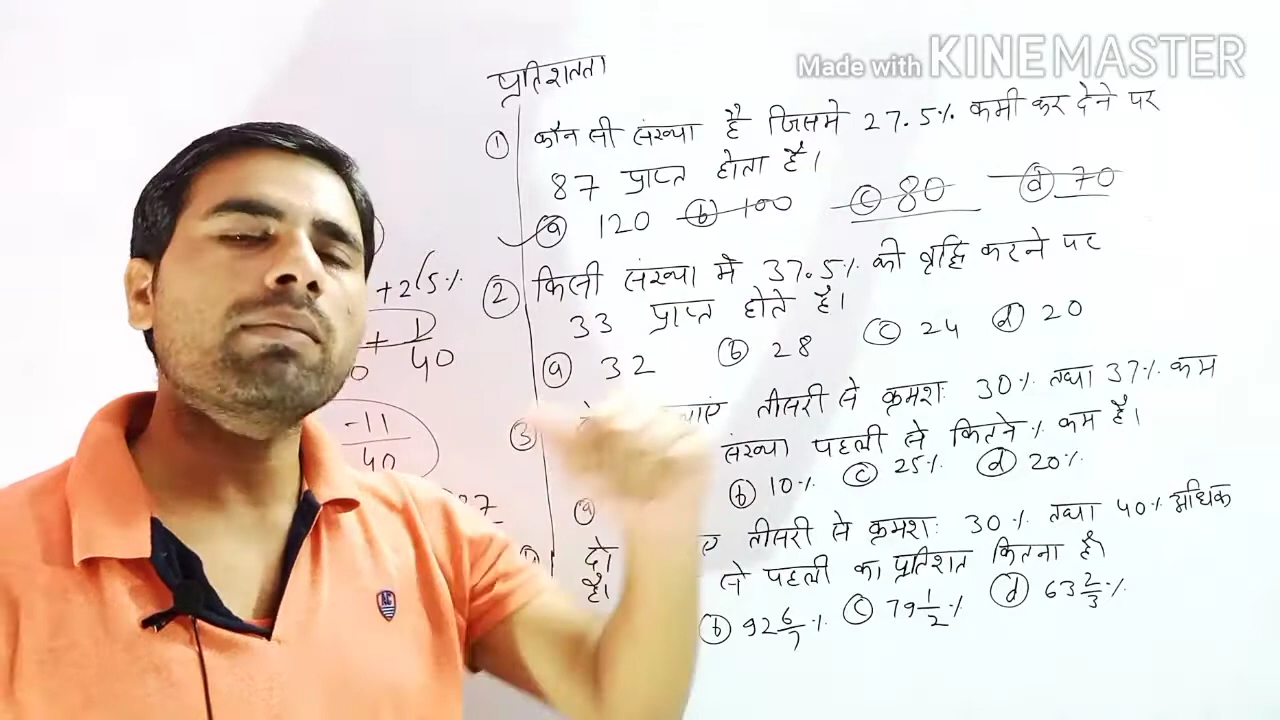 Made with KINEMASTER
प्रतिशतता
① कौन सी संख्या है जिसमे 27.5% कमी कर देने पर
87 प्राप्त होता है।
ⓐ 120 ⓑ 100 ⓒ 80 ⓓ 70
② किसी संख्या मे 37.5% की वृद्धि करने पर
33 प्राप्त होते है।
ⓐ 32 ⓑ 28 ⓒ 24 ⓓ 20
③ तीसरी से क्रमशः 30% तथा 37% कम
संख्या पहली से कितने % कम है।
ⓐ ⓑ 10% ⓒ 25% ⓓ 20%
दो तीसरी से क्रमशः 30% तथा 40% अधिक
है। से पहली का प्रतिशत कितना है।
ⓑ 92 6/7 % ⓒ 79 1/2 % ⓓ 63 2/3 %
+ 1/40
-11/40